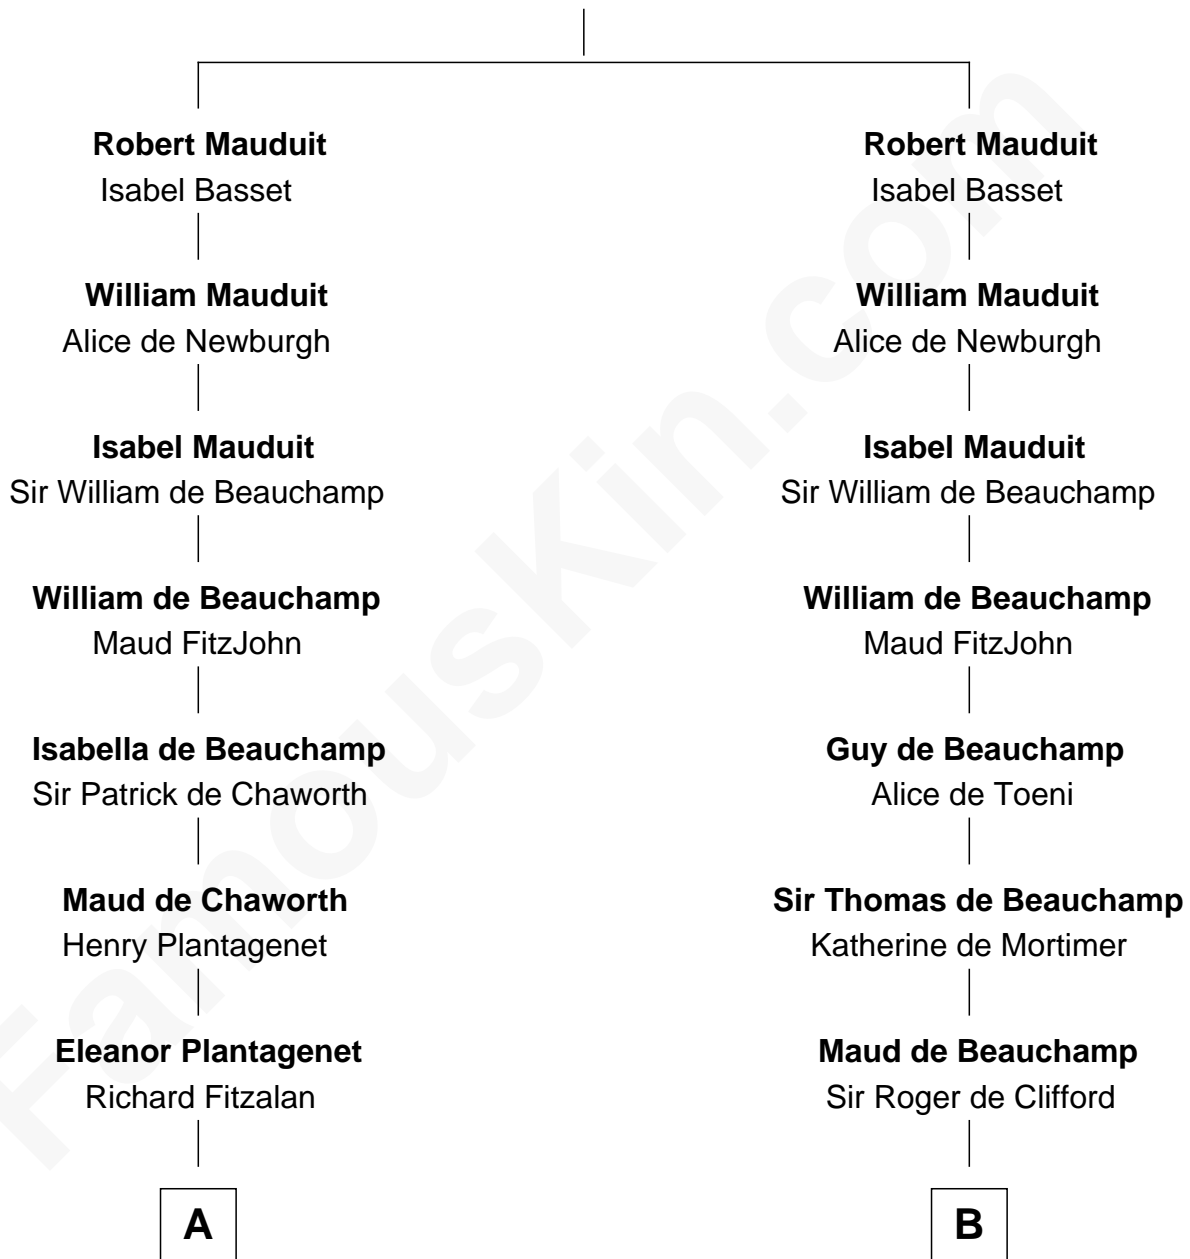 Robert Mauduit
Isabel Basset
William Mauduit
Alice de Newburgh
Isabel Mauduit
Sir William de Beauchamp
William de Beauchamp
Maud FitzJohn
Isabella de Beauchamp
Sir Patrick de Chaworth
Maud de Chaworth
Henry Plantagenet
Eleanor Plantagenet
Richard Fitzalan
A
Robert Mauduit
Isabel Basset
William Mauduit
Alice de Newburgh
Isabel Mauduit
Sir William de Beauchamp
William de Beauchamp
Maud FitzJohn
Guy de Beauchamp
Alice de Toeni
Sir Thomas de Beauchamp
Katherine de Mortimer
Maud de Beauchamp
Sir Roger de Clifford
B
FamousKin.com